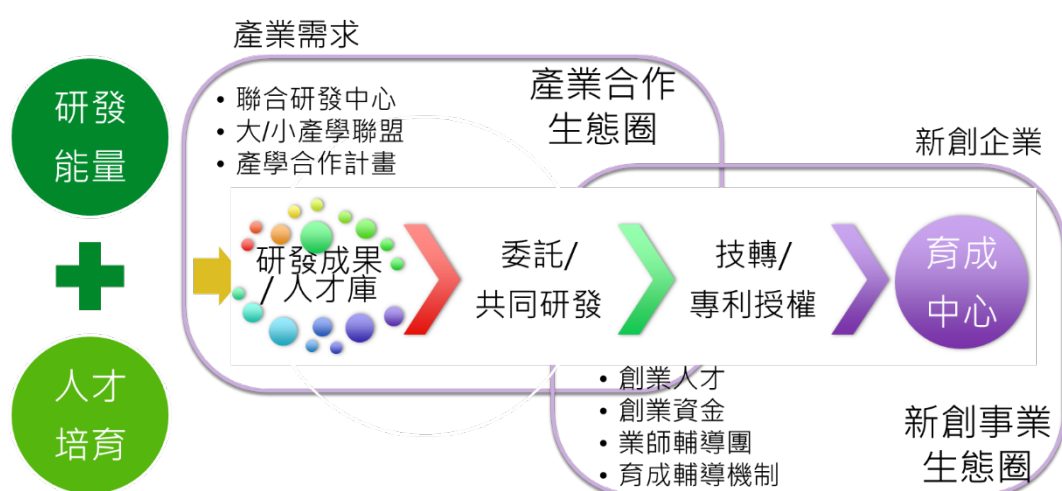 研發
能量
人才
培育
產業需求
• 聯合研發中心
• 大/小產學聯盟
• 產學合作計畫
產業合作
生態圈
新創企業
研發成果
/ 人才庫
委託/
共同研發
技轉/
專利授權
育成
中心
• 創業人才
• 創業資金
• 業師輔導團
• 育成輔導機制
新創事業
生態圈